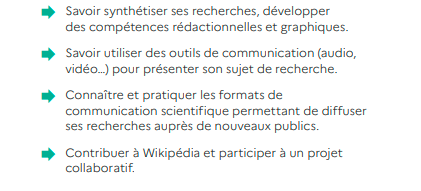 Savoir synthétiser ses recherches, développer
des compétences rédactionnelles et graphiques.
Savoir utiliser des outils de communication (audio,
vidéo...) pour présenter son sujet de recherche.
Connaître et pratiquer les formats de
communication scientifique permettant de diffuser
ses recherches auprès de nouveaux publics.
Contribuer à Wikipédia et participer à un projet
collaboratif.